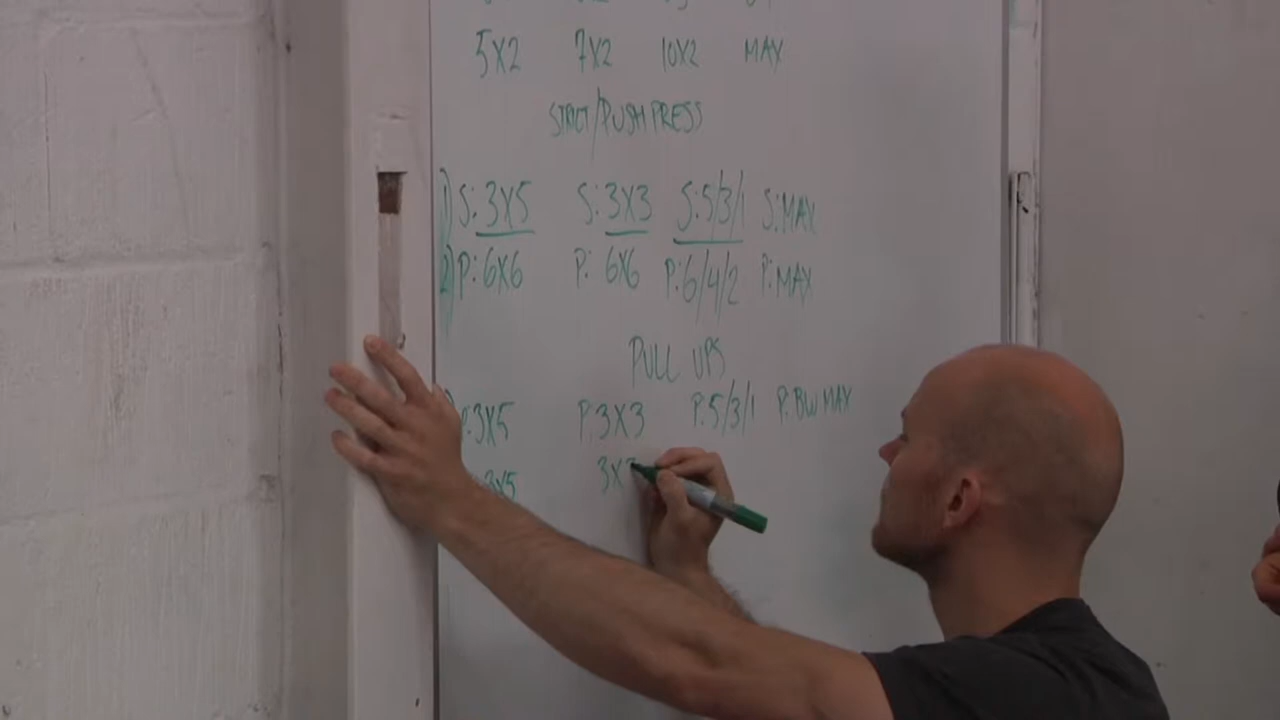 5X2 7X2 10X2 MAX
STRICT/PUSH PRESS
1) S: 3X5 S: 3X3 S: 5/3/1 S: MAX
2) P: 6X6 P: 6X6 P: 6/4/2 P: MAX
PULL UPS
P: 3X5 P: 3X3 P: 5/3/1 P: BW MAX
3X5 3X3